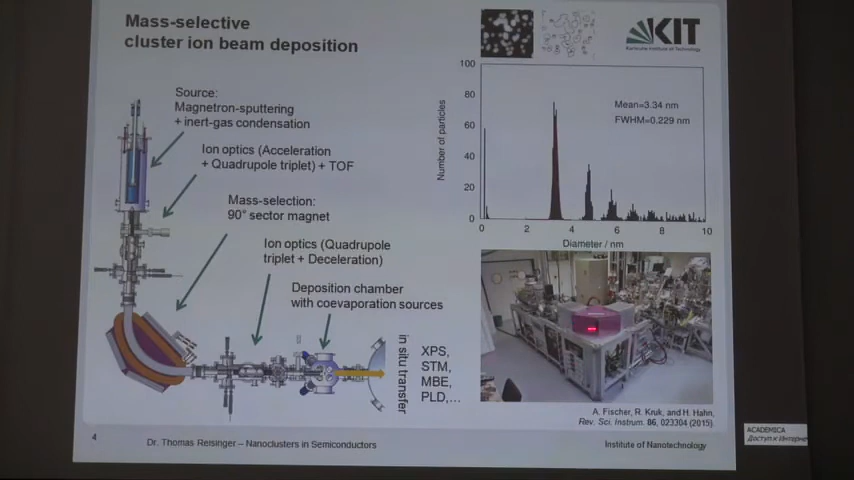 Mass-selective
cluster ion beam deposition
KIT
Karlsruhe Institute of Technology
Source:
Magnetron-sputtering
+ inert-gas condensation
Ion optics (Acceleration
+ Quadrupole triplet) + TOF
Mass-selection:
90° sector magnet
Ion optics (Quadrupole
triplet + Deceleration)
Deposition chamber
with coevaporation sources
in situ transfer
XPS,
STM,
MBE,
PLD,...
Number of particles
100
80
60
40
20
0
Mean=3.34 nm
FWHM=0.229 nm
0 2 4 6 8 10
Diameter / nm
A. Fischer, R. Kruk, and H. Hahn,
Rev. Sci. Instrum. 86, 023304 (2015)
4
Dr. Thomas Reisinger – Nanoclusters in Semiconductors
Institute of Nanotechnology
ACADEMICA
Доступ к Интерне